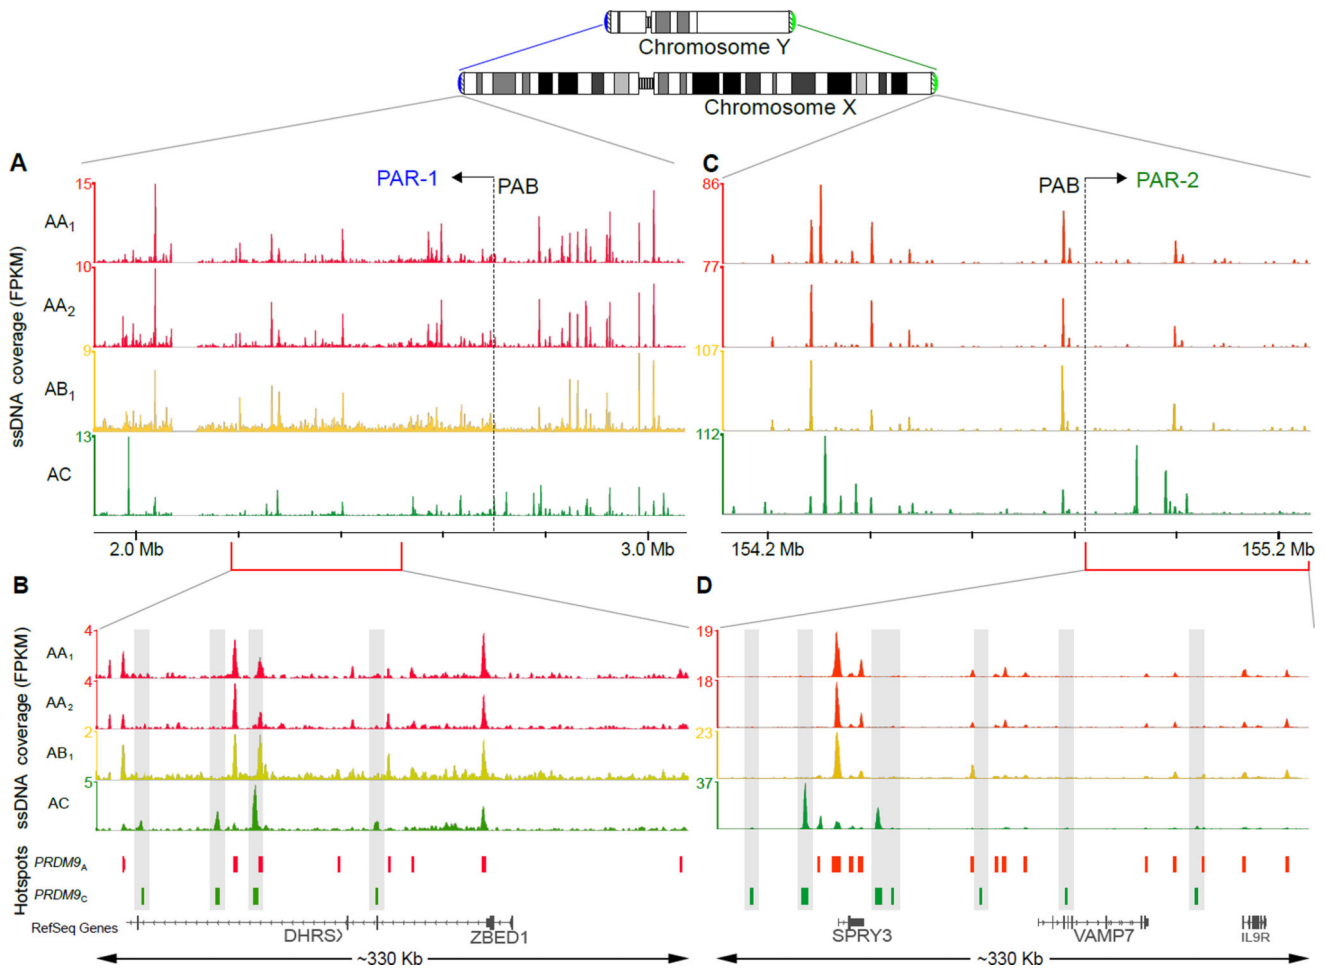 Chromosome Y
Chromosome X
A
PAR-1
PAB
ssDNA coverage (FPKM)
15
AA1
10
AA2
9
AB1
13
AC
2.0 Mb
3.0 Mb
C
PAB
PAR-2
86
77
107
112
154.2 Mb
155.2 Mb
B
ssDNA coverage (FPKM)
4
AA1
4
AA2
2
AB1
5
AC
Hotspots
PRDM9A
PRDM9C
RefSeq Genes
DHRSX
ZBED1
~330 Kb
D
19
18
23
37
SPRY3
VAMP7
IL9R
~330 Kb